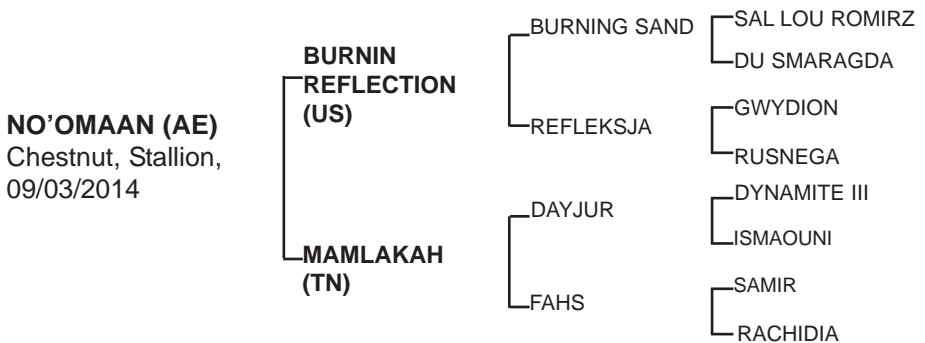 NO’OMAAN (AE)
Chestnut, Stallion,
09/03/2014
BURNIN
REFLECTION
(US)
MAMLAKAH
(TN)
BURNING SAND
REFLEKSJA
DAYJUR
FAHS
SAL LOU ROMIRZ
DU SMARAGDA
GWYDION
RUSNEGA
DYNAMITE III
ISMAOUNI
SAMIR
RACHIDIA